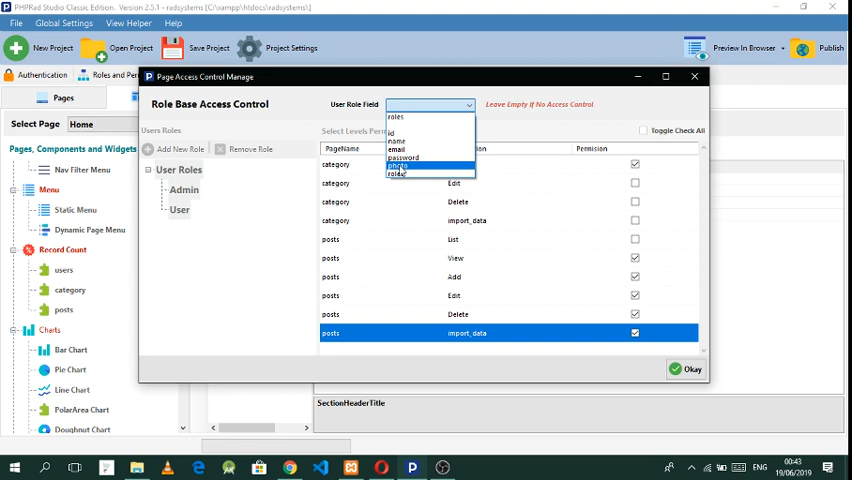 PHPRad Studio Classic Edition - Version 2.5.1 - radsystems [C:\xampp\htdocs\radsystems\]
File Global Settings View Helper Help
New Project Open Project Save Project Project Settings Preview In Browser Publish
Authentication Roles and Per
Pages
Select Page Home
Pages, Components and Widgets
Nav Filter Menu
Menu
Static Menu
Dynamic Page Menu
Record Count
users
category
posts
Charts
Bar Chart
Pie Chart
Line Chart
PolarArea Chart
Doughnut Chart
Page Access Control Manage
Role Base Access Control User Role Field Leave Empty if No Access Control
Users Roles
Add New Role Remove Role
User Roles
Admin
User
Select Levels Perm
Toggle Check All
roles
id
name
email
password
photo
PageName Permision
category
category Edit
category Delete
category import_data
posts List
posts View
posts Add
posts Edit
posts Delete
posts import_data
Okay
SectionHeaderTitle
ENG
00:43
19/06/2019